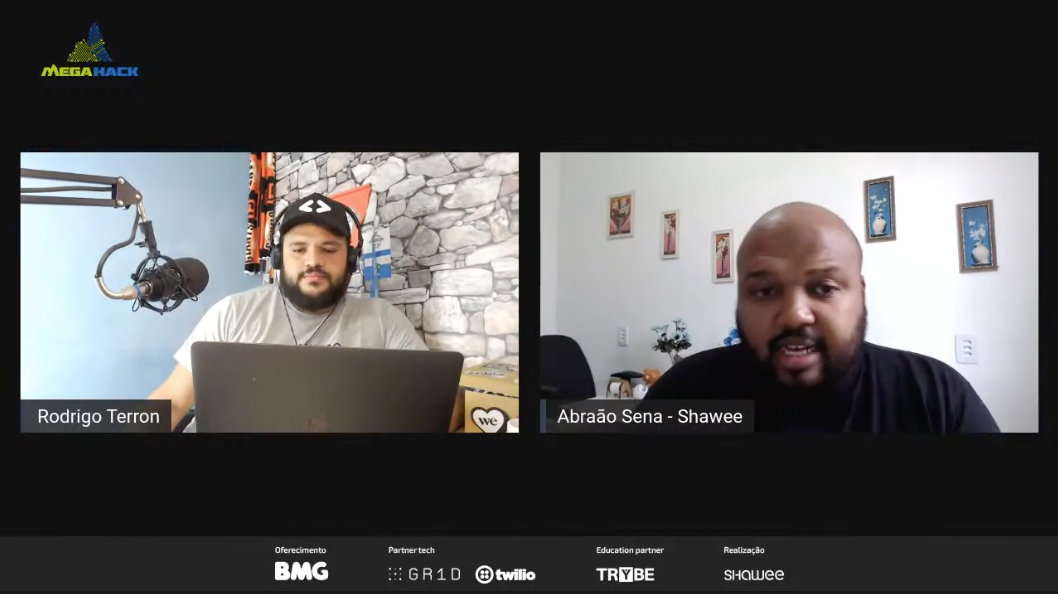 MEGAHACK
<>
we
Rodrigo Terron
Abraão Sena - Shawee
Oferecimento
Partner tech
Education partner
Realização
BMG
GR1D
twilio
TRYBE
SHAWEE